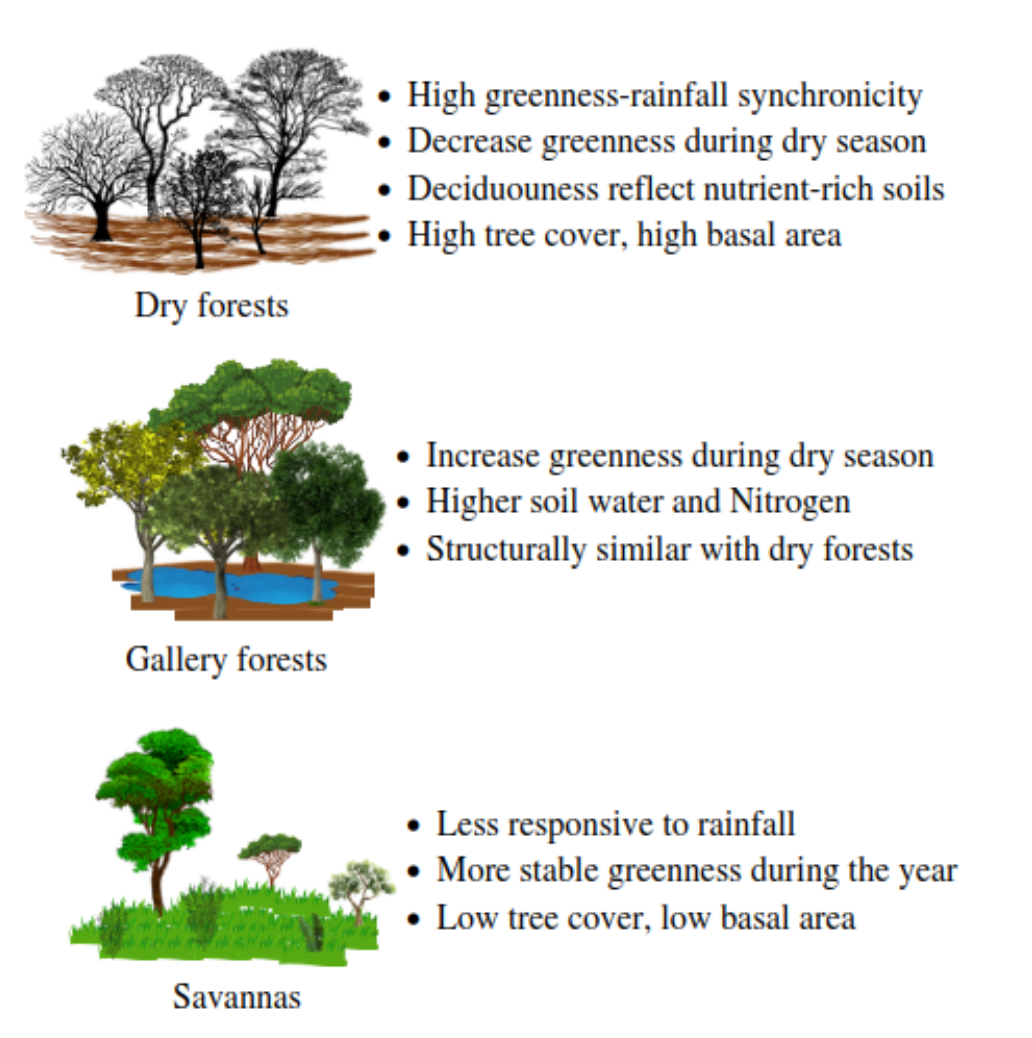 • High greenness-rainfall synchronicity
• Decrease greenness during dry season
• Deciduouness reflect nutrient-rich soils
• High tree cover, high basal area
Dry forests
• Increase greenness during dry season
• Higher soil water and Nitrogen
• Structurally similar with dry forests
Gallery forests
• Less responsive to rainfall
• More stable greenness during the year
• Low tree cover, low basal area
Savannas